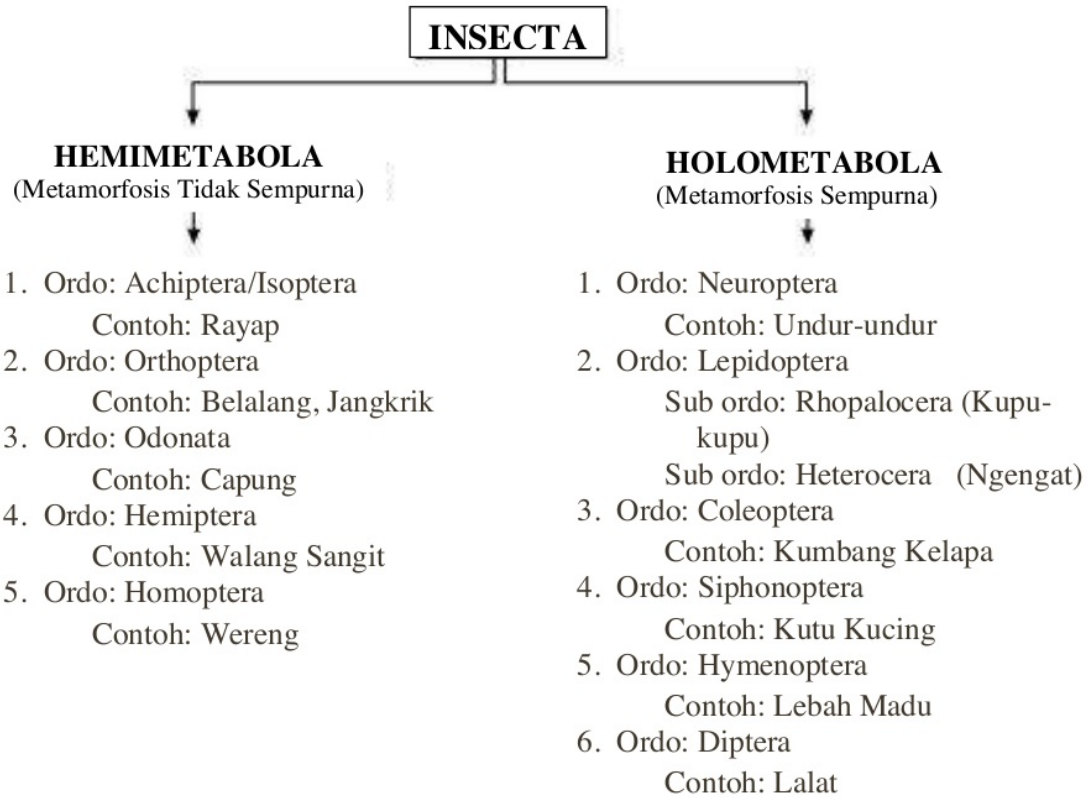 INSECTA
HEMIMETABOLA
(Metamorfosis Tidak Sempurna)
1. Ordo: Achiptera/Isoptera
Contoh: Rayap
2. Ordo: Orthoptera
Contoh: Belalang, Jangkrik
3. Ordo: Odonata
Contoh: Capung
4. Ordo: Hemiptera
Contoh: Walang Sangit
5. Ordo: Homoptera
Contoh: Wereng
HOLOMETABOLA
(Metamorfosis Sempurna)
1. Ordo: Neuroptera
Contoh: Undur-undur
2. Ordo: Lepidoptera
Sub ordo: Rhopalocera (Kupu-
kupu)
Sub ordo: Heterocera (Ngengat)
3. Ordo: Coleoptera
Contoh: Kumbang Kelapa
4. Ordo: Siphonoptera
Contoh: Kutu Kucing
5. Ordo: Hymenoptera
Contoh: Lebah Madu
6. Ordo: Diptera
Contoh: Lalat